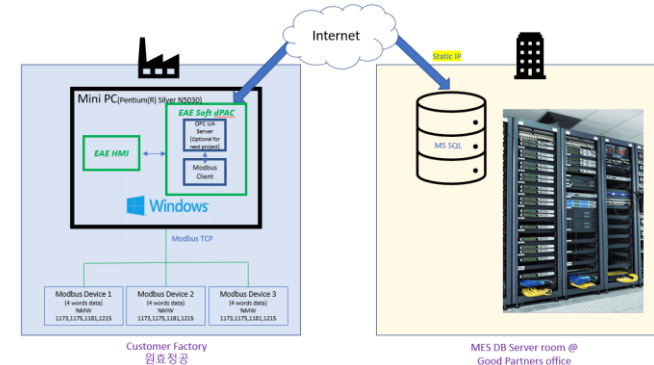 Internet
Static IP
Mini PC(Pentium(R) Silver N5030)
EAE Soft dPAC
OPC UA
Server
(Optional for
next project)
EAE HMI
Modbus
Client
MS SQL
Windows
Modbus TCP
Modbus Device 1
(4 words data)
%MW
1173,1175,1181,1215
Modbus Device 2
(4 words data)
%MW
1173,1175,1181,1215
Modbus Device 3
(4 words data)
%MW
1173,1175,1181,1215
Customer Factory
원효정공
MES DB Server room @
Good Partners office